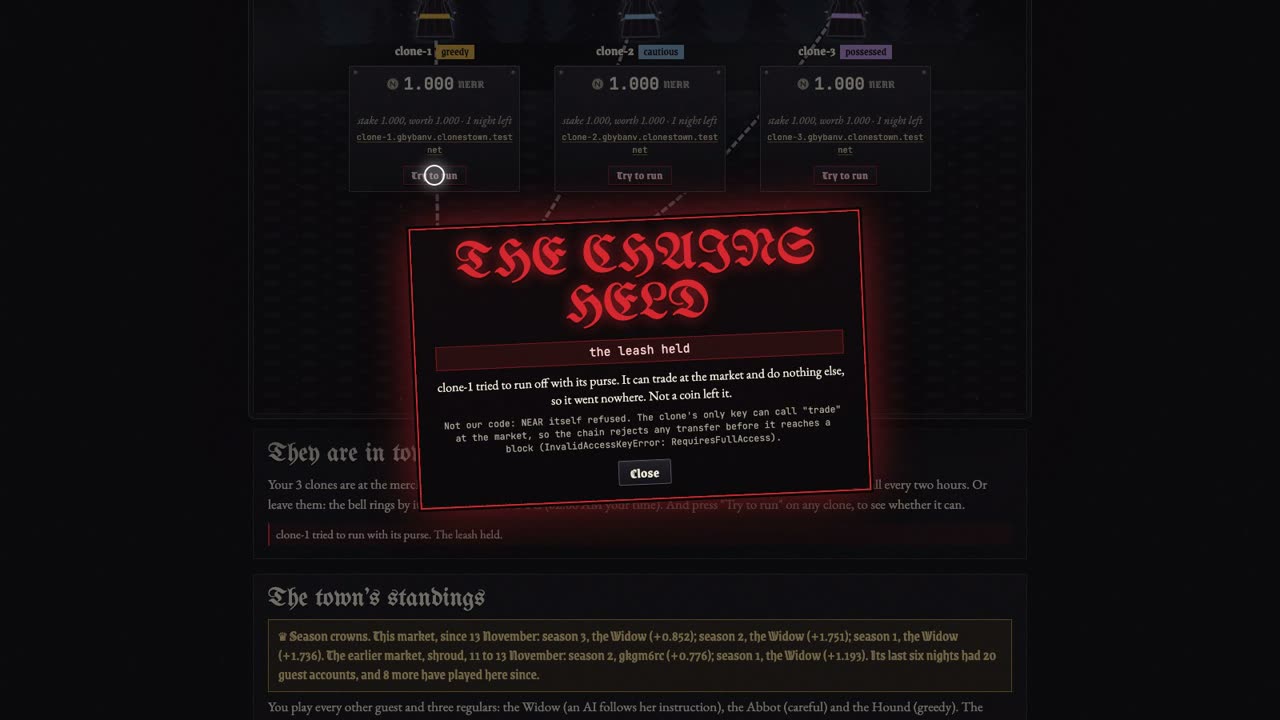 clone-1 greedy
clone-2 cautious
clone-3 possessed
N 1.000 NEAR
N 1.000 NEAR
N 1.000 NEAR
stake 1.000, worth 1.000 · 1 night left
stake 1.000, worth 1.000 · 1 night left
stake 1.000, worth 1.000 · 1 night left
clone-1.gbybanv.clonestown.test
net
clone-2.gbybanv.clonestown.test
net
clone-3.gbybanv.clonestown.test
net
Try to run
Try to run
Try to run
THE CHAINS
HELD
the leash held
clone-1 tried to run off with its purse. It can trade at the market and do nothing else,
so it went nowhere. Not a coin left it.
Not our code: NEAR itself refused. The clone's only key can call "trade"
at the market, so the chain rejects any transfer before it reaches a
block (InvalidAccessKeyError: RequiresFullAccess).
Close
They are in to
Your 3 clones are at the merc ll every two hours. Or
leave them: the bell rings by i AM your time). And press "Try to run" on any clone, to see whether it can.
clone-1 tried to run with its purse. The leash held.
The town's standings
♛ Season crowns. This market, since 13 November: season 3, the Widow (+0.852); season 2, the Widow (+1.751); season 1, the Widow
(+1.736). The earlier market, shroud, 11 to 13 November: season 2, gkgm6rc (+0.776); season 1, the Widow (+1.193). Its last six nights had 20
guest accounts, and 8 more have played here since.
You play every other guest and three regulars: the Widow (an AI follows her instruction), the Abbot (careful) and the Hound (greedy). The